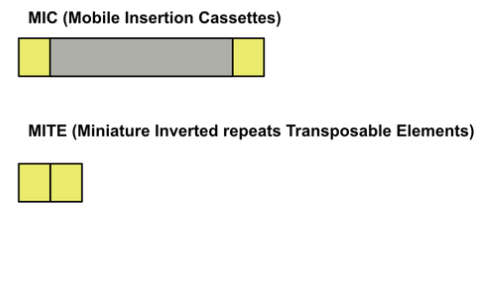 MIC (Mobile Insertion Cassettes)
MITE (Miniature Inverted repeats Transposable Elements)